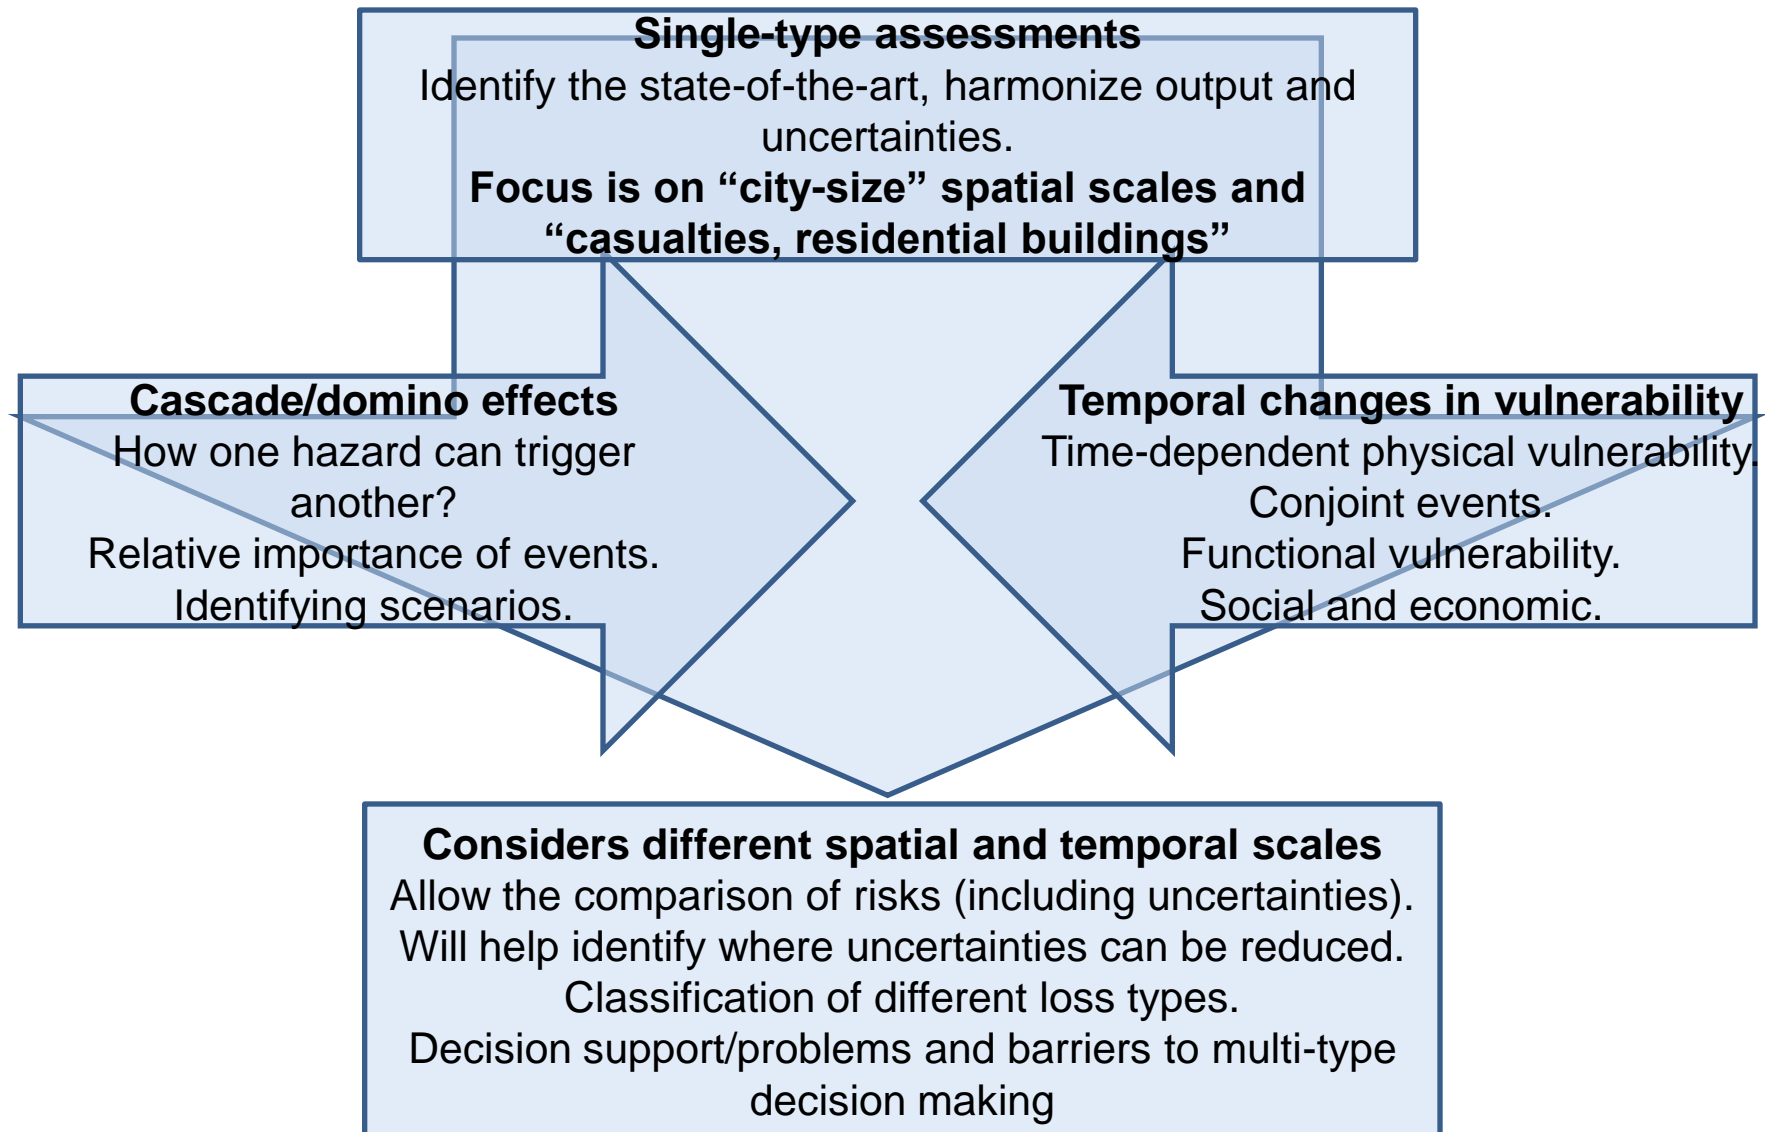 Single-type assessments
Identify the state-of-the-art, harmonize output and
uncertainties.
Focus is on “city-size” spatial scales and
“casualties, residential buildings”
Cascade/domino effects
How one hazard can trigger
another?
Relative importance of events.
Identifying scenarios.
Temporal changes in vulnerability
Time-dependent physical vulnerability.
Conjoint events.
Functional vulnerability.
Social and economic.
Considers different spatial and temporal scales
Allow the comparison of risks (including uncertainties).
Will help identify where uncertainties can be reduced.
Classification of different loss types.
Decision support/problems and barriers to multi-type
decision making